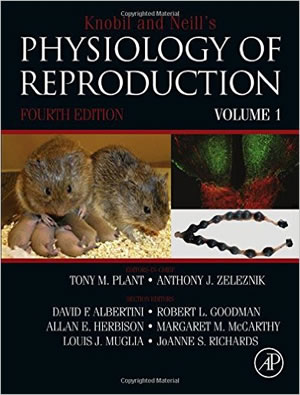 Knobil and Neill's
PHYSIOLOGY OF
REPRODUCTION
FOURTH EDITION
VOLUME 1
EDITORS-IN-CHIEF
TONY M. PLANT • ANTHONY J. ZELEZNIK
SECTION EDITORS
DAVID F. ALBERTINI • ROBERT L. GOODMAN
ALLAN E. HERBISON • MARGARET M. McCARTHY
LOUIS J. MUGLIA • JoANNE S. RICHARDS
AP